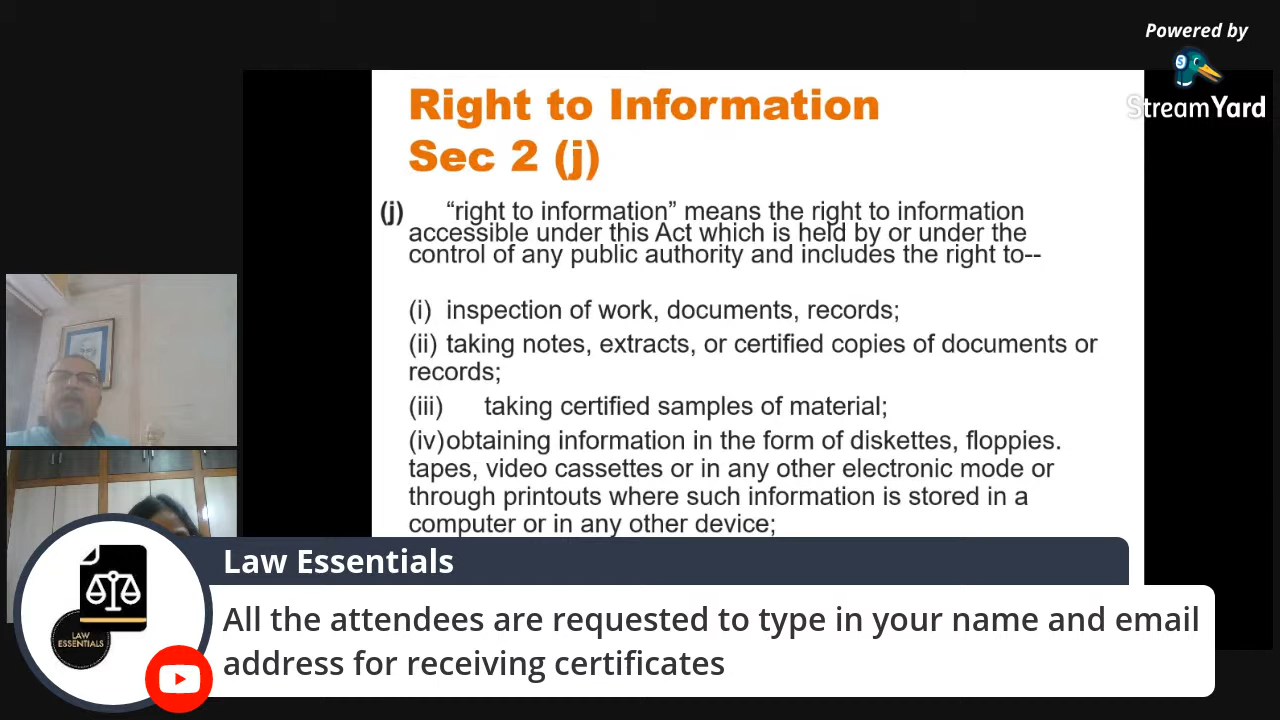 Powered by
StreamYard
Right to Information
Sec 2 (j)
(j) “right to information” means the right to information
accessible under this Act which is held by or under the
control of any public authority and includes the right to--
(i) inspection of work, documents, records;
(ii) taking notes, extracts, or certified copies of documents or
records;
(iii) taking certified samples of material;
(iv) obtaining information in the form of diskettes, floppies.
tapes, video cassettes or in any other electronic mode or
through printouts where such information is stored in a
computer or in any other device;
Law Essentials
LAW
ESSENTIALS
All the attendees are requested to type in your name and email
address for receiving certificates